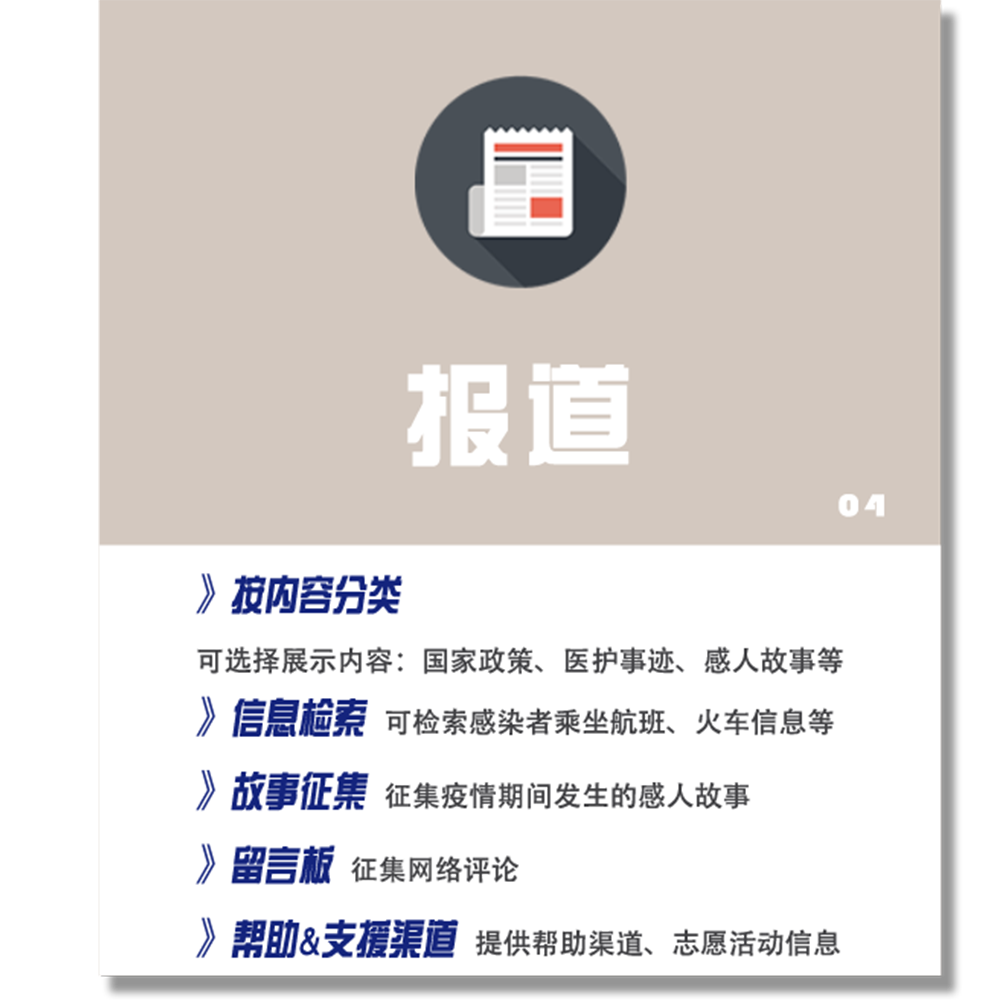 报道
04
》按内容分类
可选择展示内容：国家政策、医护事迹、感人故事等
》信息检索 可检索感染者乘坐航班、火车信息等
》故事征集 征集疫情期间发生的感人故事
》留言板 征集网络评论
》帮助&支援渠道 提供帮助渠道、志愿活动信息